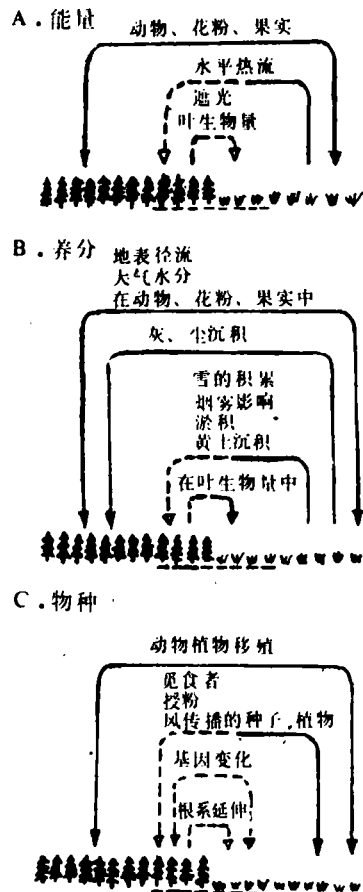 A.能量
动物、花粉、果实
水平热流
遮光
叶生物量
B.养分
地表径流
大气水分
在动物、花粉、果实中
灰、尘沉积
雪的积累
烟雾影响
淤积
黄土沉积
在叶生物量中
C.物种
动物植物移殖
觅食者
授粉
风传播的种子,植物
基因变化
根系延伸